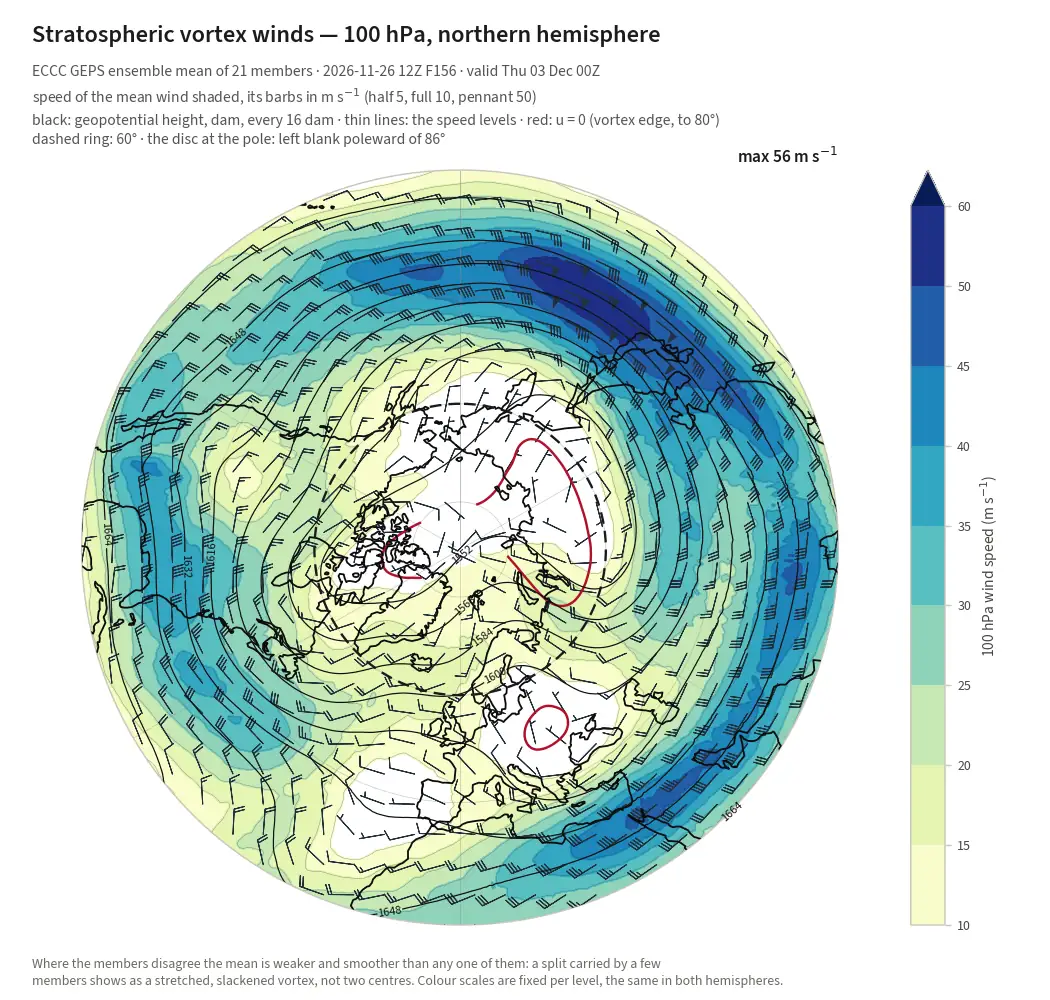 Stratospheric vortex winds — 100 hPa, northern hemisphere
ECCC GEPS ensemble mean of 21 members · 2026-11-26 12Z F156 · valid Thu 03 Dec 00Z
speed of the mean wind shaded, its barbs in m s⁻¹ (half 5, full 10, pennant 50)
black: geopotential height, dam, every 16 dam · thin lines: the speed levels · red: u = 0 (vortex edge, to 80°)
dashed ring: 60° · the disc at the pole: left blank poleward of 86°
max 56 m s⁻¹
60
50
45
40
35
30
25
20
15
10
100 hPa wind speed (m s⁻¹)
1648
1664
1632
1616
1552
1568
1584
1600
1664
1648
Where the members disagree the mean is weaker and smoother than any one of them: a split carried by a few
members shows as a stretched, slackened vortex, not two centres. Colour scales are fixed per level, the same in both hemispheres.